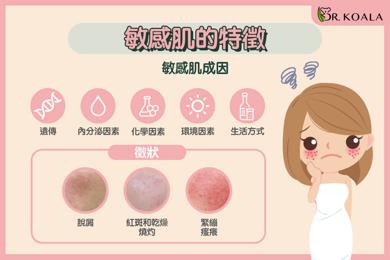 DR. KOALA
敏感肌的特徵
敏感肌成因
遺傳
內分泌因素
化學因素
環境因素
生活方式
徵狀
脫屑
紅斑和乾燥
燒灼
緊繃
瘙癢